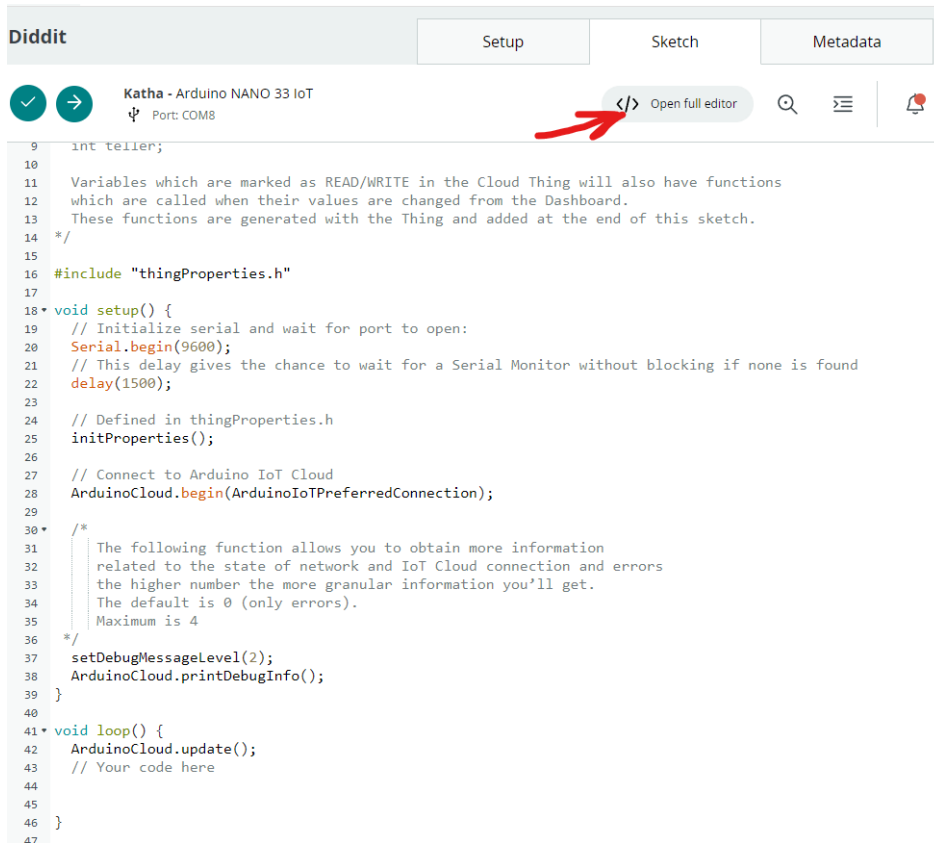 Diddit
Setup
Sketch
Metadata
Katha - Arduino NANO 33 IoT
Port: COM8
</> Open full editor
9 int teller;
10
11 Variables which are marked as READ/WRITE in the Cloud Thing will also have functions
12 which are called when their values are changed from the Dashboard.
13 These functions are generated with the Thing and added at the end of this sketch.
14 */
15
16 #include "thingProperties.h"
17
18 void setup() {
19 // Initialize serial and wait for port to open:
20 Serial.begin(9600);
21 // This delay gives the chance to wait for a Serial Monitor without blocking if none is found
22 delay(1500);
23
24 // Defined in thingProperties.h
25 initProperties();
26
27 // Connect to Arduino IoT Cloud
28 ArduinoCloud.begin(ArduinoIoTPreferredConnection);
29
30 /*
31 The following function allows you to obtain more information
32 related to the state of network and IoT Cloud connection and errors
33 the higher number the more granular information you’ll get.
34 The default is 0 (only errors).
35 Maximum is 4
36 */
37 setDebugMessageLevel(2);
38 ArduinoCloud.printDebugInfo();
39 }
40
41 void loop() {
42 ArduinoCloud.update();
43 // Your code here
44
45
46 }
47